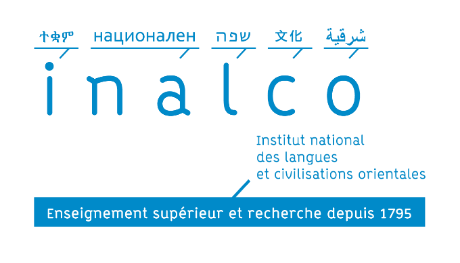 ተቋም национален שפה 文化 شرقية
inalco
Institut national
des langues
et civilisations orientales
Enseignement supérieur et recherche depuis 1795